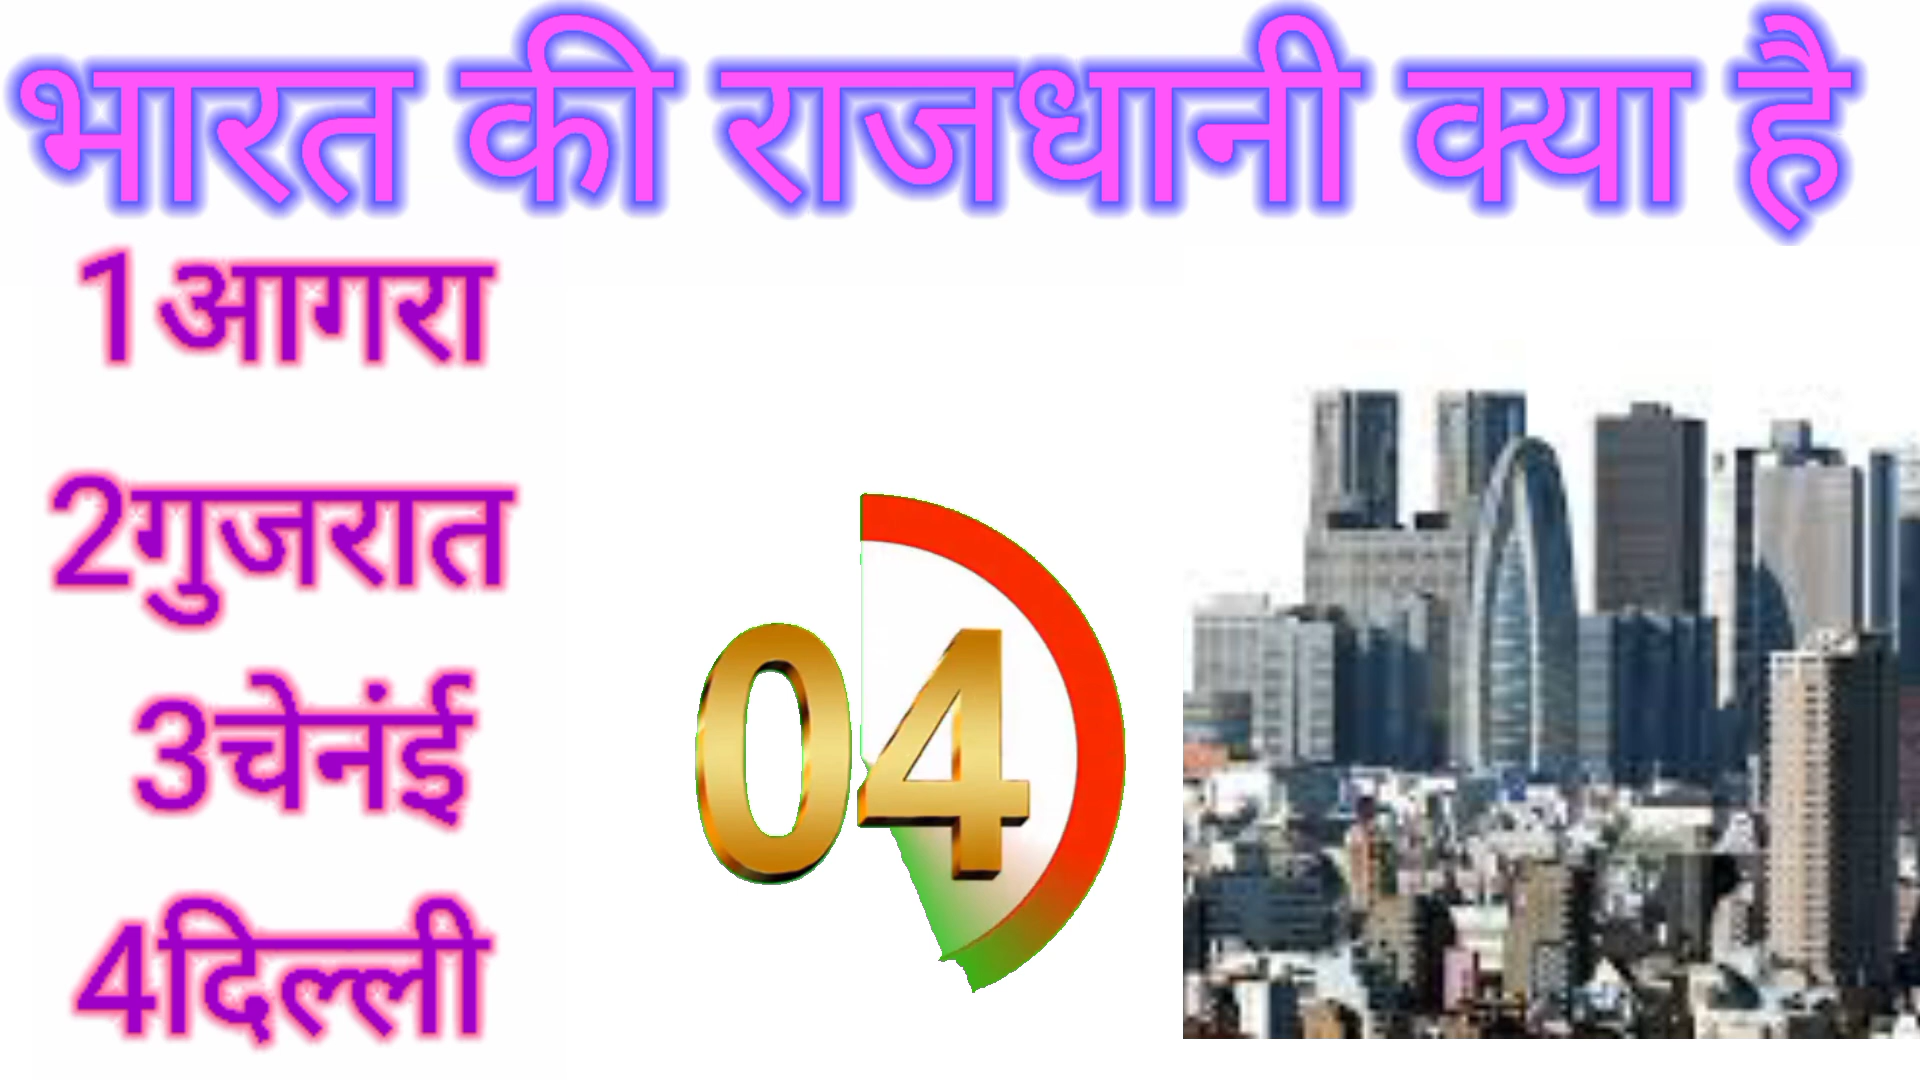 भारत की राजधानी क्या है
1आगरा
2गुजरात
3चेनंई
4दिल्ली
04